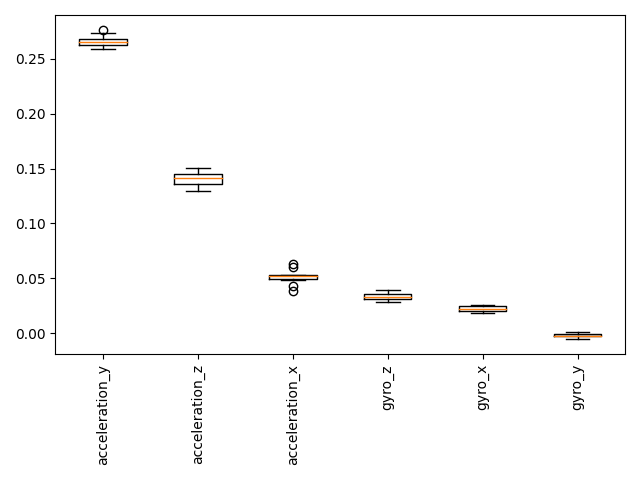 0.25
0.20
0.15
0.10
0.05
0.00
acceleration_y
acceleration_z
acceleration_x
gyro_z
gyro_x
gyro_y